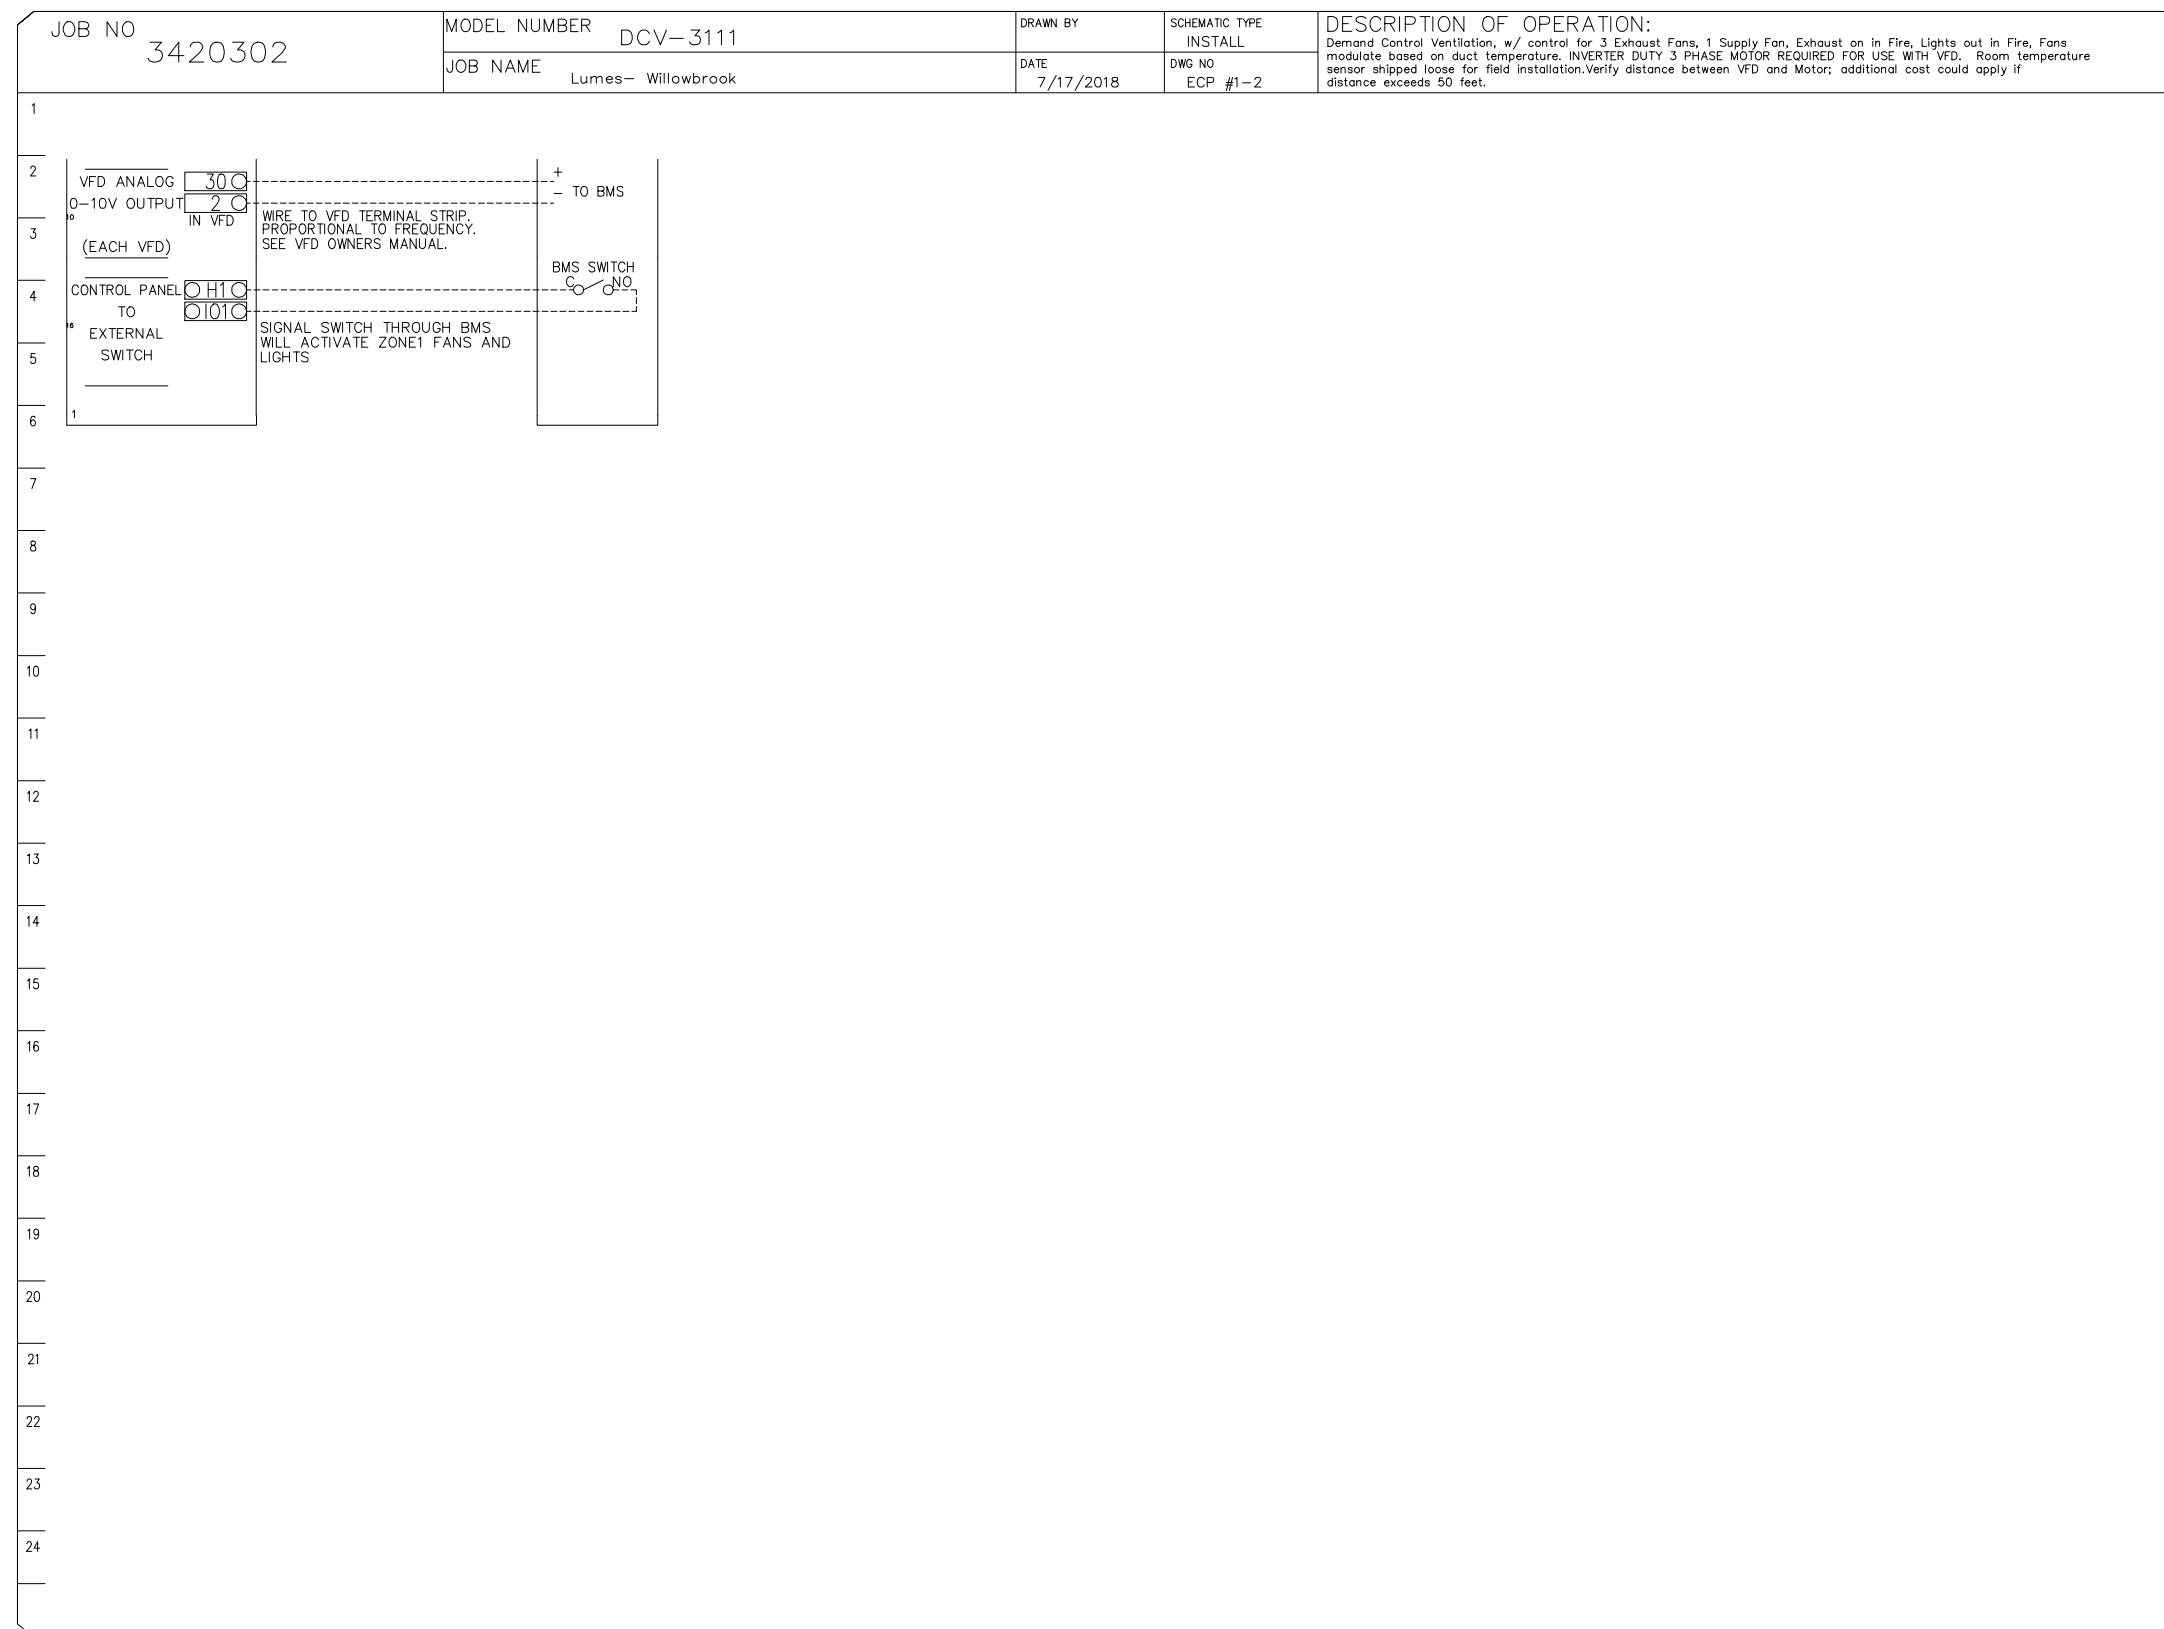 JOB NO
3420302
MODEL NUMBER
DCV-3111
JOB NAME
Lumes- Willowbrook
DRAWN BY
DATE
7/17/2018
SCHEMATIC TYPE
INSTALL
DWG NO
ECP #1-2
DESCRIPTION OF OPERATION:
Demand Control Ventilation, w/ control for 3 Exhaust Fans, 1 Supply Fan, Exhaust on in Fire, Lights out in Fire, Fans
modulate based on duct temperature. INVERTER DUTY 3 PHASE MOTOR REQUIRED FOR USE WITH VFD. Room temperature
sensor shipped loose for field installation.Verify distance between VFD and Motor; additional cost could apply if
distance exceeds 50 feet.
1
2
3
4
5
6
7
8
9
10
11
12
13
14
15
16
17
18
19
20
21
22
23
24
VFD ANALOG
0-10V OUTPUT
10
(EACH VFD)
30
2
IN VFD
WIRE TO VFD TERMINAL STRIP.
PROPORTIONAL TO FREQUENCY.
SEE VFD OWNERS MANUAL.
+
- TO BMS
CONTROL PANEL
TO
16
EXTERNAL
SWITCH
H1
I01
SIGNAL SWITCH THROUGH BMS
WILL ACTIVATE ZONE1 FANS AND
LIGHTS
BMS SWITCH
C NO
1